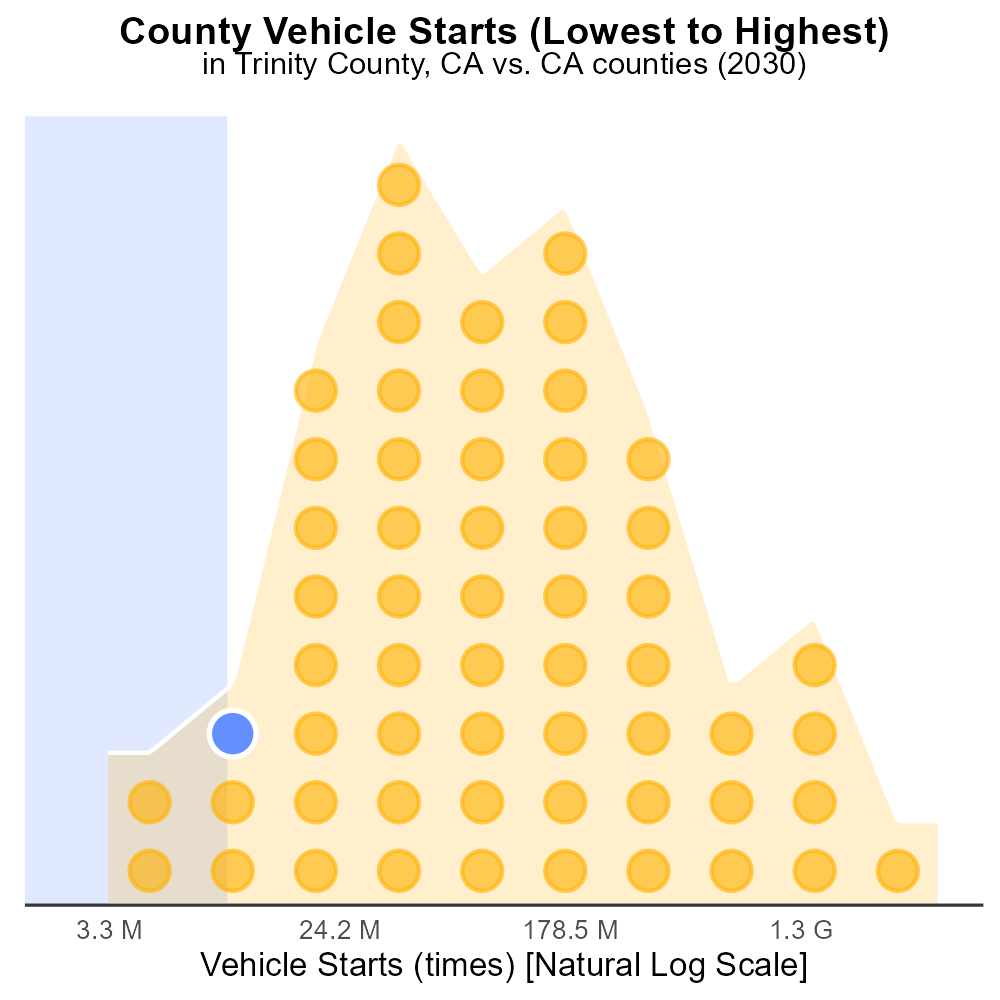 County Vehicle Starts (Lowest to Highest)
in Trinity County, CA vs. CA counties (2030)
3.3 M 24.2 M 178.5 M 1.3 G
Vehicle Starts (times) [Natural Log Scale]